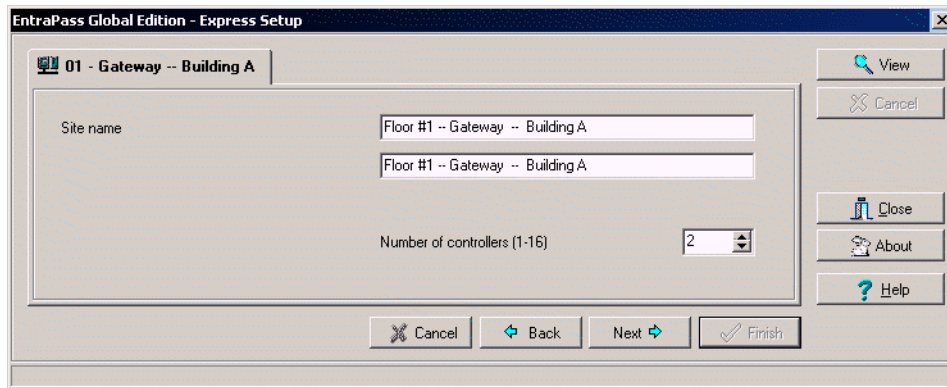 EntraPass Global Edition - Express Setup
01 - Gateway -- Building A
Site name
Floor #1 -- Gateway -- Building A
Floor #1 -- Gateway -- Building A
Number of controllers (1-16)
2
View
Cancel
Close
About
Help
Cancel
Back
Next
Finish